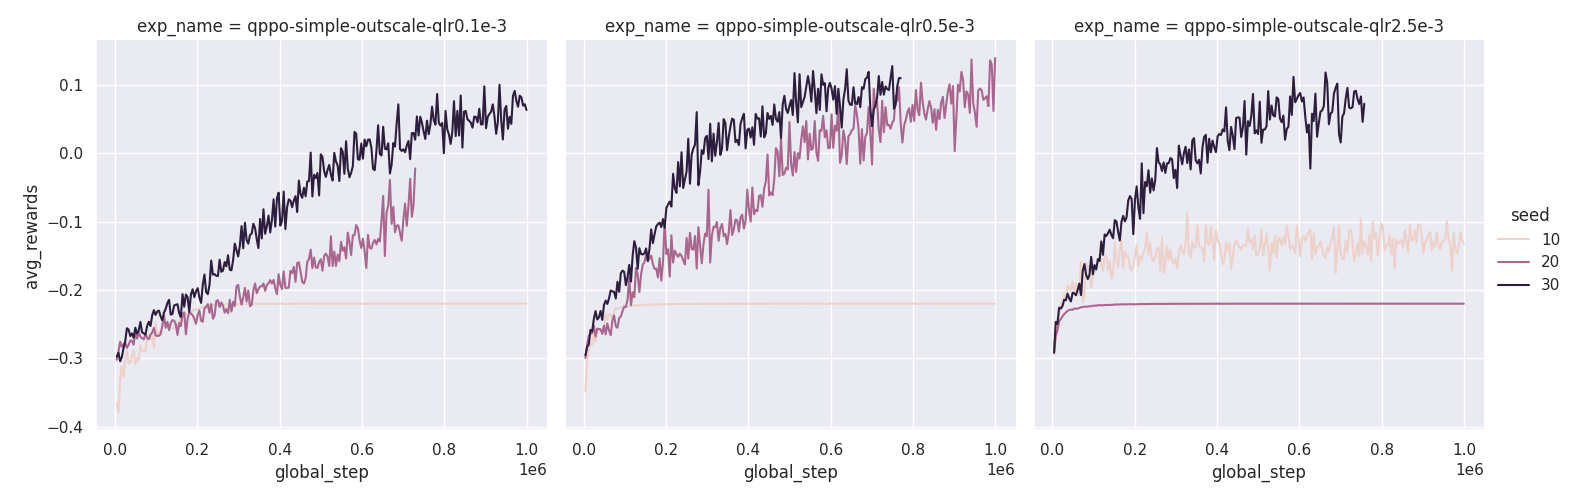 exp_name = qppo-simple-outscale-qlr0.1e-3
exp_name = qppo-simple-outscale-qlr0.5e-3
exp_name = qppo-simple-outscale-qlr2.5e-3
avg_rewards
0.1
0.0
−0.1
−0.2
−0.3
−0.4
0.0 0.2 0.4 0.6 0.8 1.0
1e6
global_step
0.0 0.2 0.4 0.6 0.8 1.0
1e6
global_step
0.0 0.2 0.4 0.6 0.8 1.0
1e6
global_step
seed
10
20
30